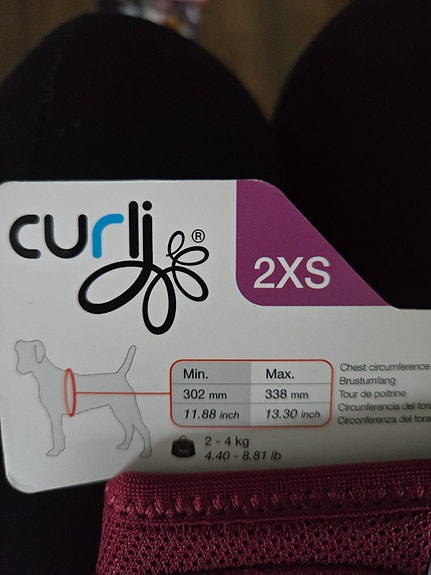 curli®
2XS
Min. Max.
302 mm 338 mm
11.88 inch 13.30 inch
Chest circumference
Brustumfang
Tour de poitrine
Circunferencia del
Circonferenza del
2 - 4 kg
4.40 - 8.81 lb